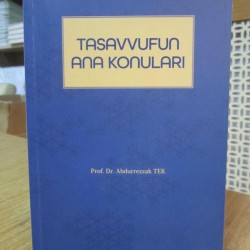 TASAVVUFUN
ANA KONULARI
Prof. Dr. Abdurrezzak TEK